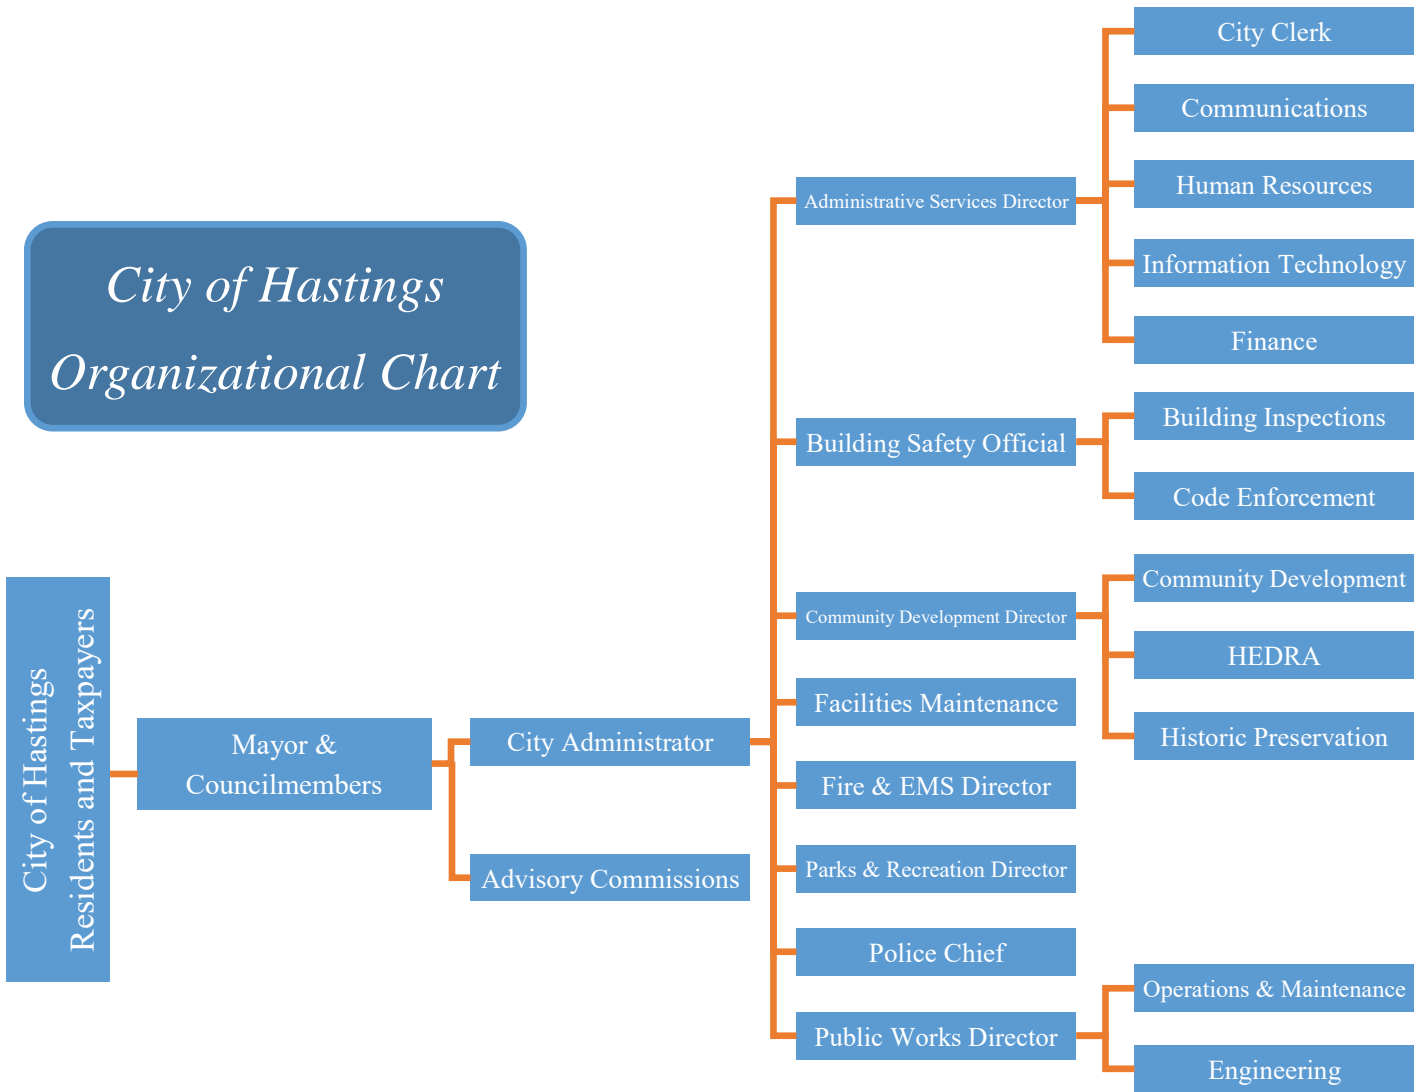 City of Hastings
Organizational Chart
City of Hastings
Residents and Taxpayers
Mayor &
Councilmembers
City Administrator
Advisory Commissions
Administrative Services Director
City Clerk
Communications
Human Resources
Information Technology
Finance
Building Safety Official
Building Inspections
Code Enforcement
Community Development Director
Community Development
HEDRA
Historic Preservation
Facilities Maintenance
Fire & EMS Director
Parks & Recreation Director
Police Chief
Public Works Director
Operations & Maintenance
Engineering